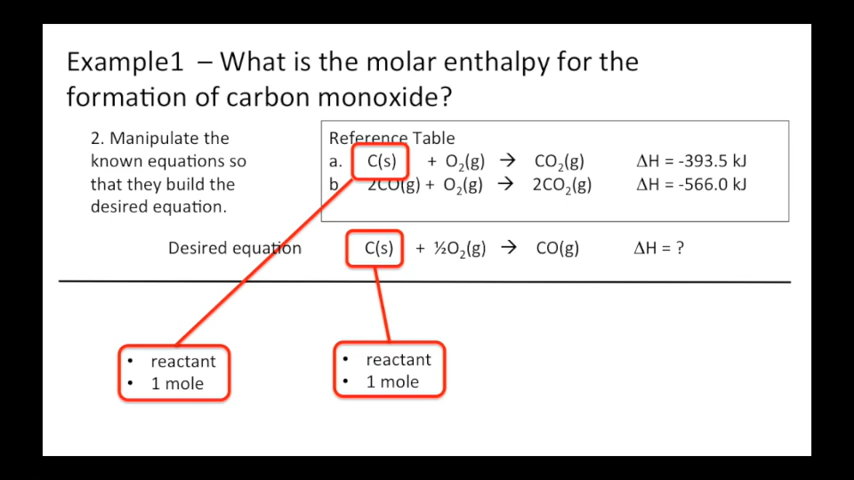 Example1 – What is the molar enthalpy for the
formation of carbon monoxide?
2. Manipulate the
known equations so
that they build the
desired equation.
Reference Table
a. C(s) + O₂(g) → CO₂(g) ΔH = -393.5 kJ
b 2CO(g) + O₂(g) → 2CO₂(g) ΔH = -566.0 kJ
Desired equation C(s) + ½O₂(g) → CO(g) ΔH = ?
• reactant
• 1 mole
• reactant
• 1 mole